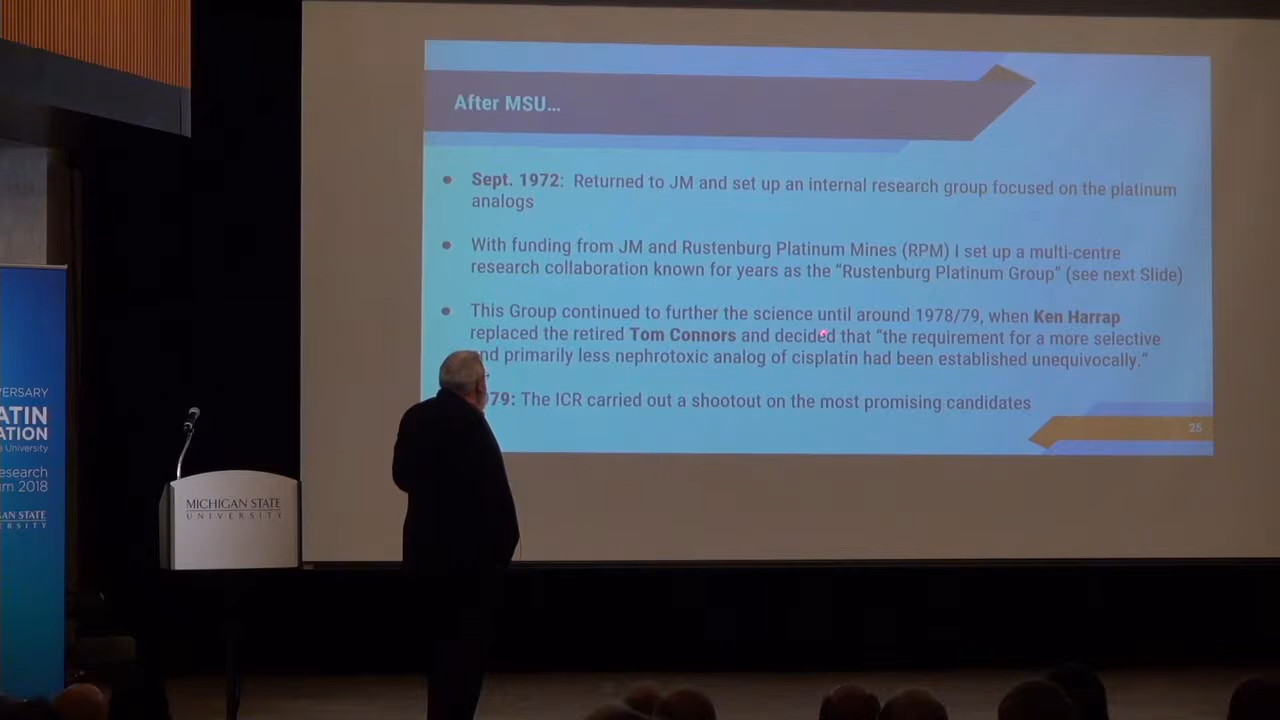 After MSU...
• Sept. 1972: Returned to JM and set up an internal research group focused on the platinum
analogs
• With funding from JM and Rustenburg Platinum Mines (RPM) I set up a multi-centre
research collaboration known for years as the “Rustenburg Platinum Group” (see next Slide)
• This Group continued to further the science until around 1978/79, when Ken Harrap
replaced the retired Tom Connors and decided that “the requirement for a more selective
and primarily less nephrotoxic analog of cisplatin had been established unequivocally.“
79: The ICR carried out a shootout on the most promising candidates
25
MICHIGAN STATE
UNIVERSITY
VERSARY
ATIN
ATION
University
esearch
m 2018
AN STATE
ERSITY